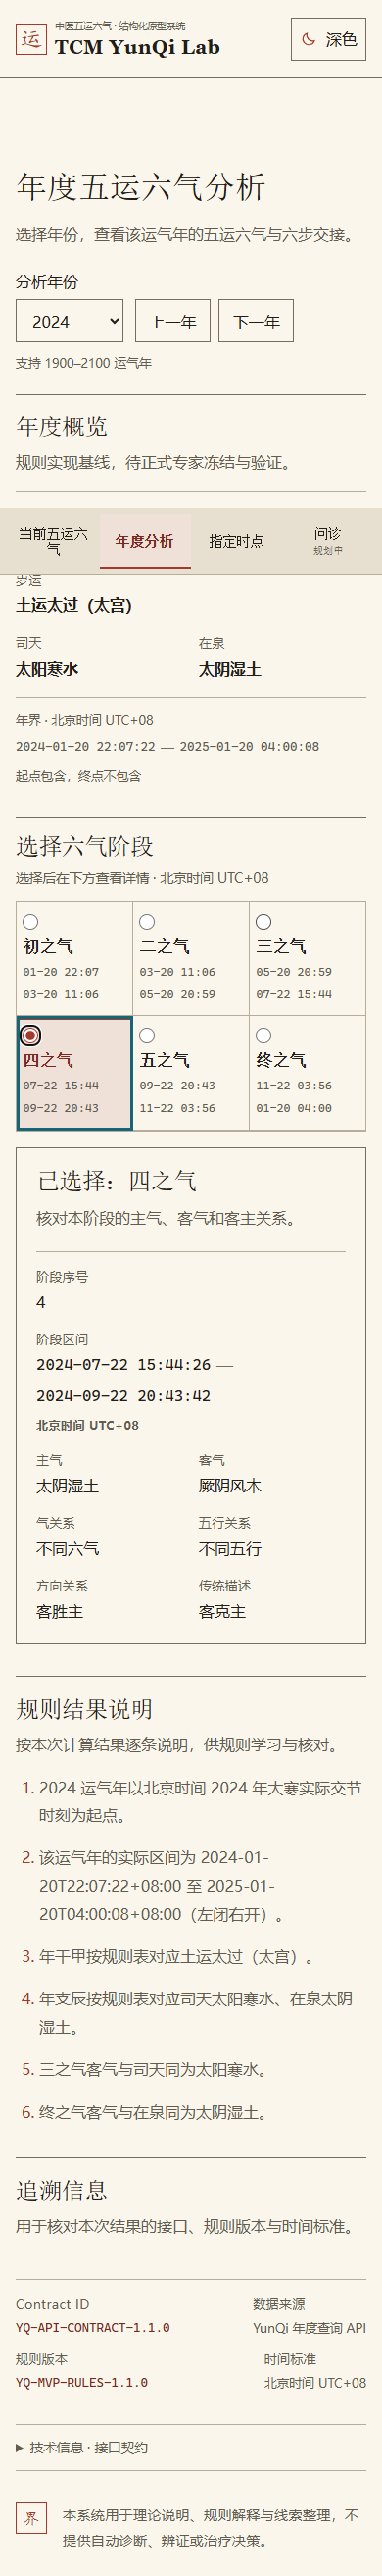 运
中医五运六气 · 结构化原型系统
TCM YunQi Lab
深色
年度五运六气分析
选择年份，查看该运气年的五运六气与六步交接。
分析年份
2024
上一年
下一年
支持 1900–2100 运气年
年度概览
规则实现基线，待正式专家冻结与验证。
当前五运六
气
年度分析
指定时点
问诊
规划中
岁运
土运太过（太宫）
司天
在泉
太阳寒水
太阴湿土
年界 · 北京时间 UTC+08
2024-01-20 22:07:22 — 2025-01-20 04:00:08
起点包含，终点不包含
选择六气阶段
选择后在下方查看详情 · 北京时间 UTC+08
初之气
01-20 22:07
03-20 11:06
二之气
03-20 11:06
05-20 20:59
三之气
05-20 20:59
07-22 15:44
四之气
07-22 15:44
09-22 20:43
五之气
09-22 20:43
11-22 03:56
终之气
11-22 03:56
01-20 04:00
已选择：四之气
核对本阶段的主气、客气和客主关系。
阶段序号
4
阶段区间
2024-07-22 15:44:26 —
2024-09-22 20:43:42
北京时间 UTC+08
主气
客气
太阴湿土
厥阴风木
气关系
五行关系
不同六气
不同五行
方向关系
传统描述
客胜主
客克主
规则结果说明
按本次计算结果逐条说明，供规则学习与核对。
1. 2024 运气年以北京时间 2024 年大寒实际交节
时刻为起点。
2. 该运气年的实际区间为 2024-01-
20T22:07:22+08:00 至 2025-01-
20T04:00:08+08:00（左闭右开）。
3. 年干甲按规则表对应土运太过（太宫）。
4. 年支辰按规则表对应司天太阳寒水、在泉太阴
湿土。
5. 三之气客气与司天同为太阳寒水。
6. 终之气客气与在泉同为太阴湿土。
追溯信息
用于核对本次结果的接口、规则版本与时间标准。
Contract ID
数据来源
YQ-API-CONTRACT-1.1.0
YunQi 年度查询 API
规则版本
时间标准
YQ-MVP-RULES-1.1.0
北京时间 UTC+08
技术信息 · 接口契约
界
本系统用于理论说明、规则解释与线索整理，不
提供自动诊断、辨证或治疗决策。